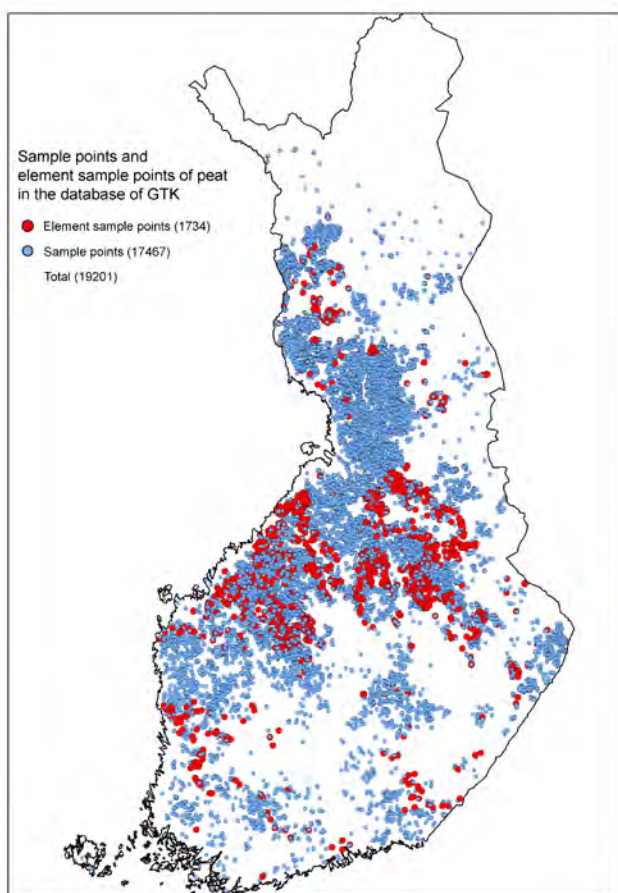 Sample points and
element sample points of peat
in the database of GTK
Element sample points (1734)
Sample points (17467)
Total (19201)